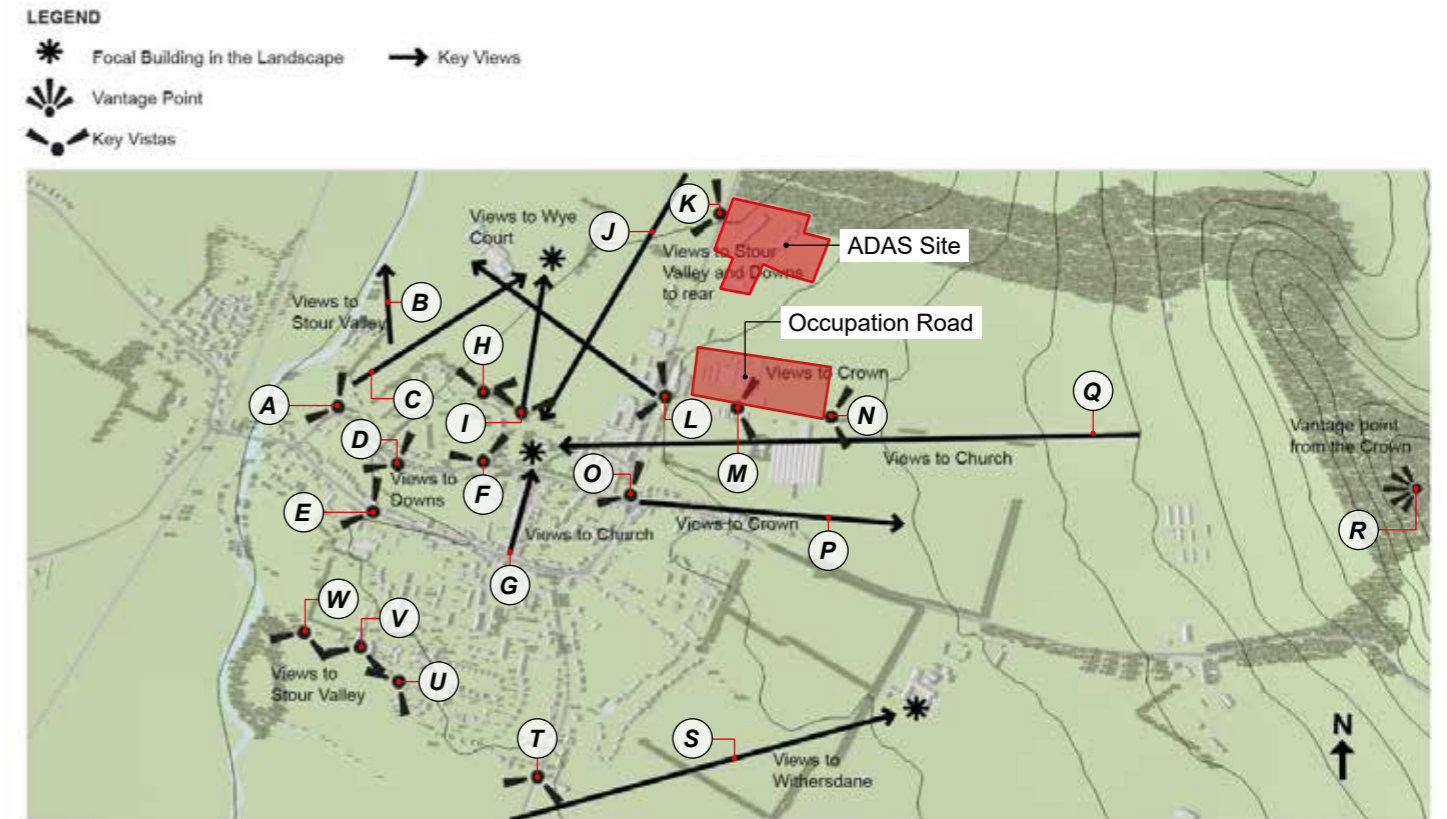 LEGEND
Focal Building in the Landscape
Key Views
Vantage Point
Key Vistas
K
Views to Wye
Court
J
Views to Stour
Valley and Downs
to rear
ADAS Site
B
Views to
Stour Valley
Occupation Road
H
Views to Crown
A
C
I
L
N
Q
D
Views to
Downs
F
O
M
Views to Church
Vantage point
from the Crown
E
Views to Church
Views to Crown
P
R
G
W
V
Views to
Stour Valley
U
T
S
Views to
Withersdane
N